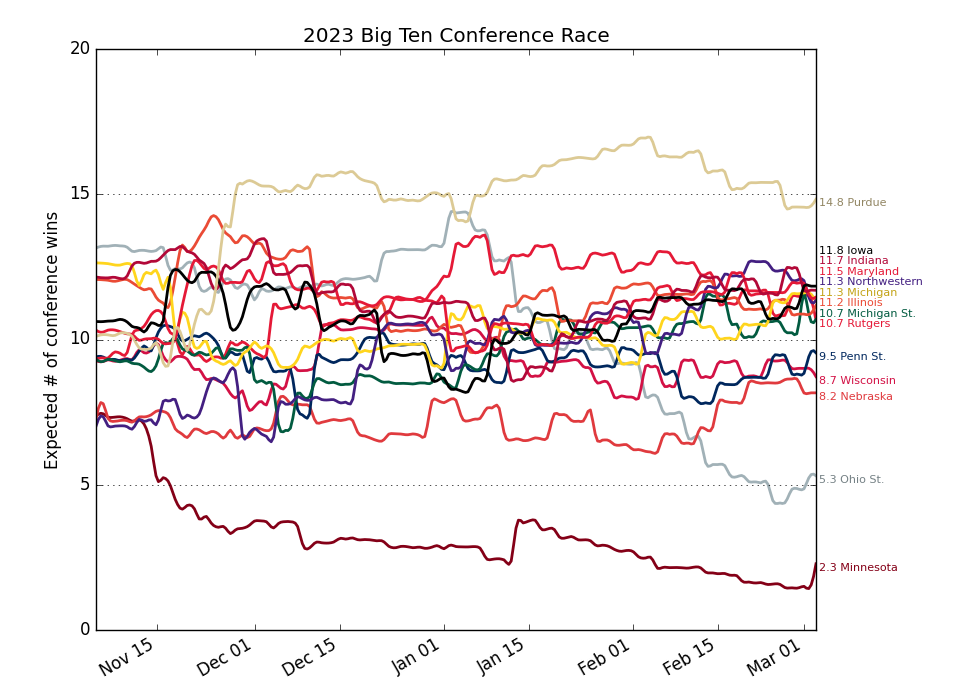 2023 Big Ten Conference Race
Expected # of conference wins
20
15
10
5
0
14.8 Purdue
11.8 Iowa
11.7 Indiana
11.5 Maryland
11.3 Northwestern
11.3 Michigan
11.2 Illinois
10.7 Michigan St.
10.7 Rutgers
9.5 Penn St.
8.7 Wisconsin
8.2 Nebraska
5.3 Ohio St.
2.3 Minnesota
Nov 15
Dec 01
Dec 15
Jan 01
Jan 15
Feb 01
Feb 15
Mar 01